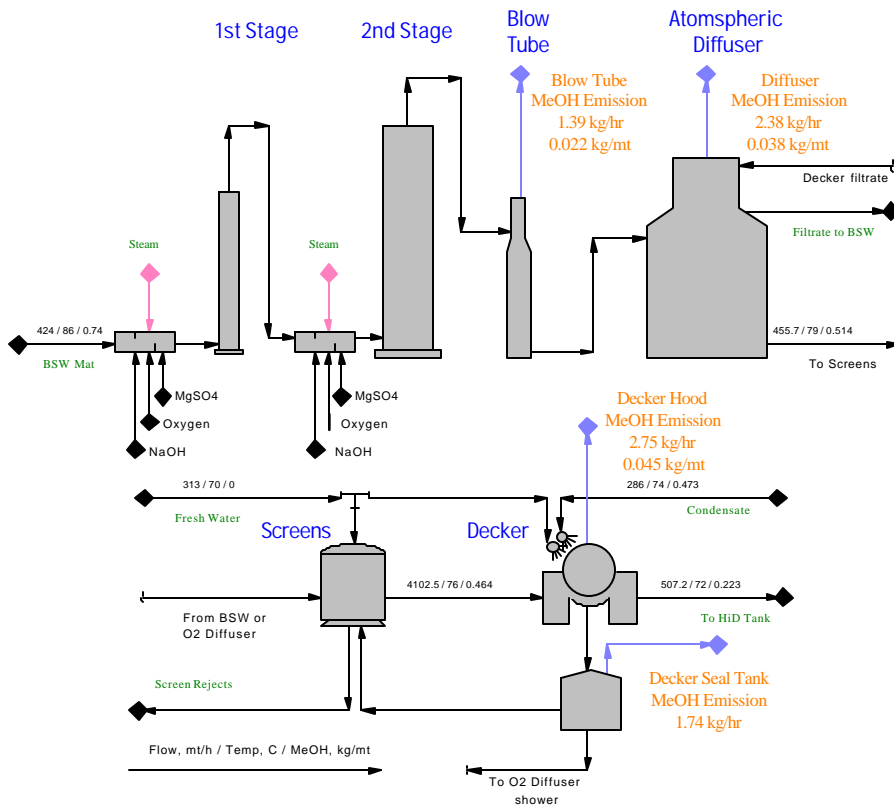 1st Stage
2nd Stage
Blow
Tube
Atomspheric
Diffuser
Blow Tube
MeOH Emission
1.39 kg/hr
0.022 kg/mt
Diffuser
MeOH Emission
2.38 kg/hr
0.038 kg/mt
Decker filtrate
Filtrate to BSW
Steam
Steam
424 / 86 / 0.74
BSW Mat
455.7 / 79 / 0.514
To Screens
MgSO4
Oxygen
NaOH
MgSO4
Oxygen
NaOH
Decker Hood
MeOH Emission
2.75 kg/hr
0.045 kg/mt
313 / 70 / 0
Fresh Water
286 / 74 / 0.473
Condensate
Screens
Decker
4102.5 / 76 / 0.464
507.2 / 72 / 0.223
From BSW or
O2 Diffuser
To HiD Tank
Screen Rejects
Decker Seal Tank
MeOH Emission
1.74 kg/hr
Flow, mt/h / Temp, C / MeOH, kg/mt
To O2 Diffuser
shower